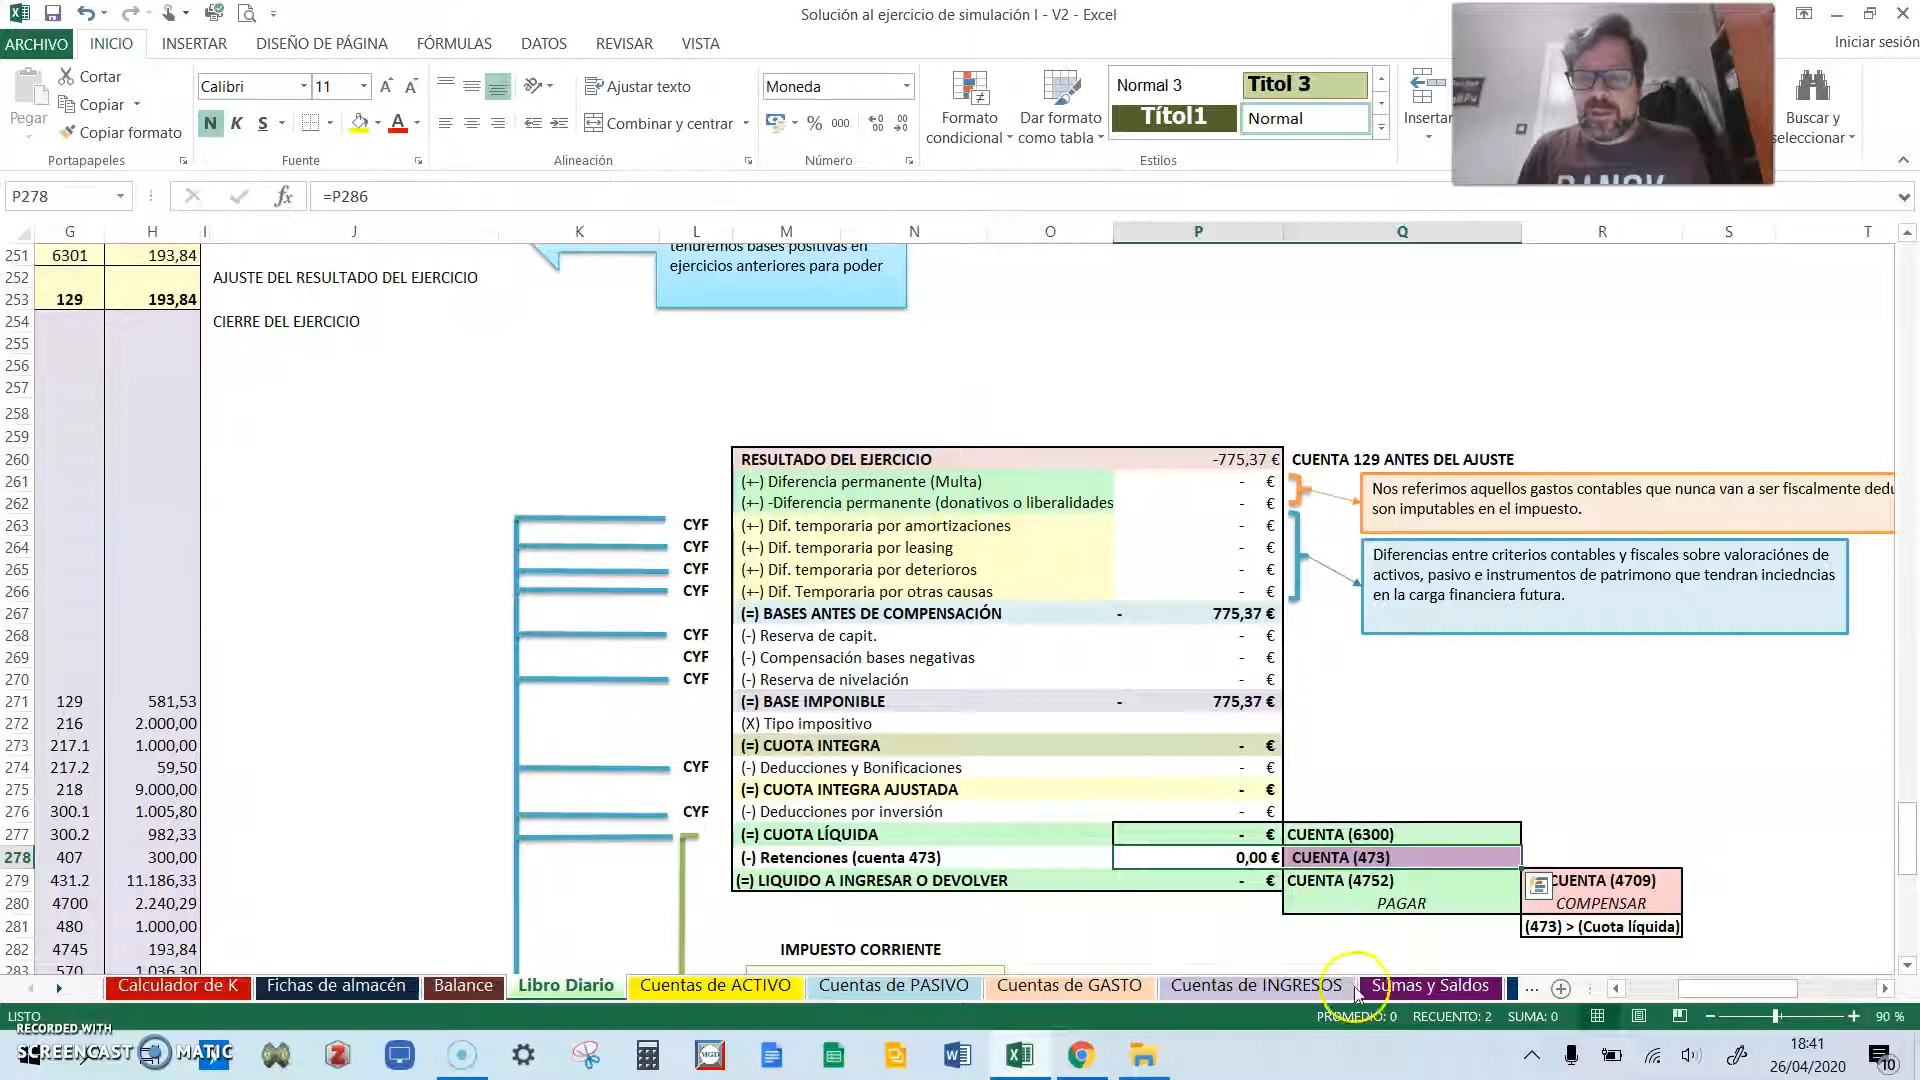 Solución al ejercicio de simulación I - V2 - Excel
ARCHIVO INICIO INSERTAR DISEÑO DE PÁGINA FÓRMULAS DATOS REVISAR VISTA Iniciar sesión
Pegar
Cortar
Copiar
Copiar formato
Portapapeles
Calibri 11
N K S
Fuente
Ajustar texto
Combinar y centrar
Alineación
Moneda
% 000
Número
Formato condicional
Dar formato como tabla
Normal 3 Titol 3
Títol1 Normal
Estilos
Insertar
Buscar y seleccionar
P278 fx =P286
G H I J K L M N O P Q R S T
251 6301 193,84
tendremos bases positivas en
ejercicios anteriores para poder
252 AJUSTE DEL RESULTADO DEL EJERCICIO
253 129 193,84
254 CIERRE DEL EJERCICIO
255
256
257
258
259
260 RESULTADO DEL EJERCICIO -775,37 € CUENTA 129 ANTES DEL AJUSTE
261 (+-) Diferencia permanente (Multa) - €
262 (+-) -Diferencia permanente (donativos o liberalidades - €
Nos referimos aquellos gastos contables que nunca van a ser fiscalmente dedu
son imputables en el impuesto.
263 CYF (+-) Dif. temporaria por amortizaciones - €
264 CYF (+-) Dif. temporaria por leasing - €
265 CYF (+-) Dif. temporaria por deterioros - €
266 CYF (+-) Dif. Temporaria por otras causas - €
Diferencias entre criterios contables y fiscales sobre valoraciónes de
activos, pasivo e instrumentos de patrimono que tendran inciedncias
en la carga financiera futura.
267 (=) BASES ANTES DE COMPENSACIÓN - 775,37 €
268 CYF (-) Reserva de capit. - €
269 CYF (-) Compensación bases negativas - €
270 CYF (-) Reserva de nivelación - €
271 129 581,53 (=) BASE IMPONIBLE - 775,37 €
272 216 2.000,00 (X) Tipo impositivo
273 217.1 1.000,00 (=) CUOTA INTEGRA - €
274 217.2 59,50 CYF (-) Deducciones y Bonificaciones - €
275 218 9.000,00 (=) CUOTA INTEGRA AJUSTADA - €
276 300.1 1.005,80 CYF (-) Deducciones por inversión - €
277 300.2 982,33 (=) CUOTA LÍQUIDA - € CUENTA (6300)
278 407 300,00 (-) Retenciones (cuenta 473) 0,00 € CUENTA (473)
279 431.2 11.186,33 (=) LIQUIDO A INGRESAR O DEVOLVER - € CUENTA (4752) CUENTA (4709)
280 4700 2.240,29 PAGAR COMPENSAR
281 480 1.000,00 (473) > (Cuota líquida)
282 4745 193,84 IMPUESTO CORRIENTE
283 570 1.036,30
Calculador de K Fichas de almacén Balance Libro Diario Cuentas de ACTIVO Cuentas de PASIVO Cuentas de GASTO Cuentas de INGRESOS Sumas y Saldos ...
LISTO PROMEDIO: 0 RECUENTO: 2 SUMA: 0 90 %
RECORDED WITH
SCREENCAST MATIC
18:41
26/04/2020
10